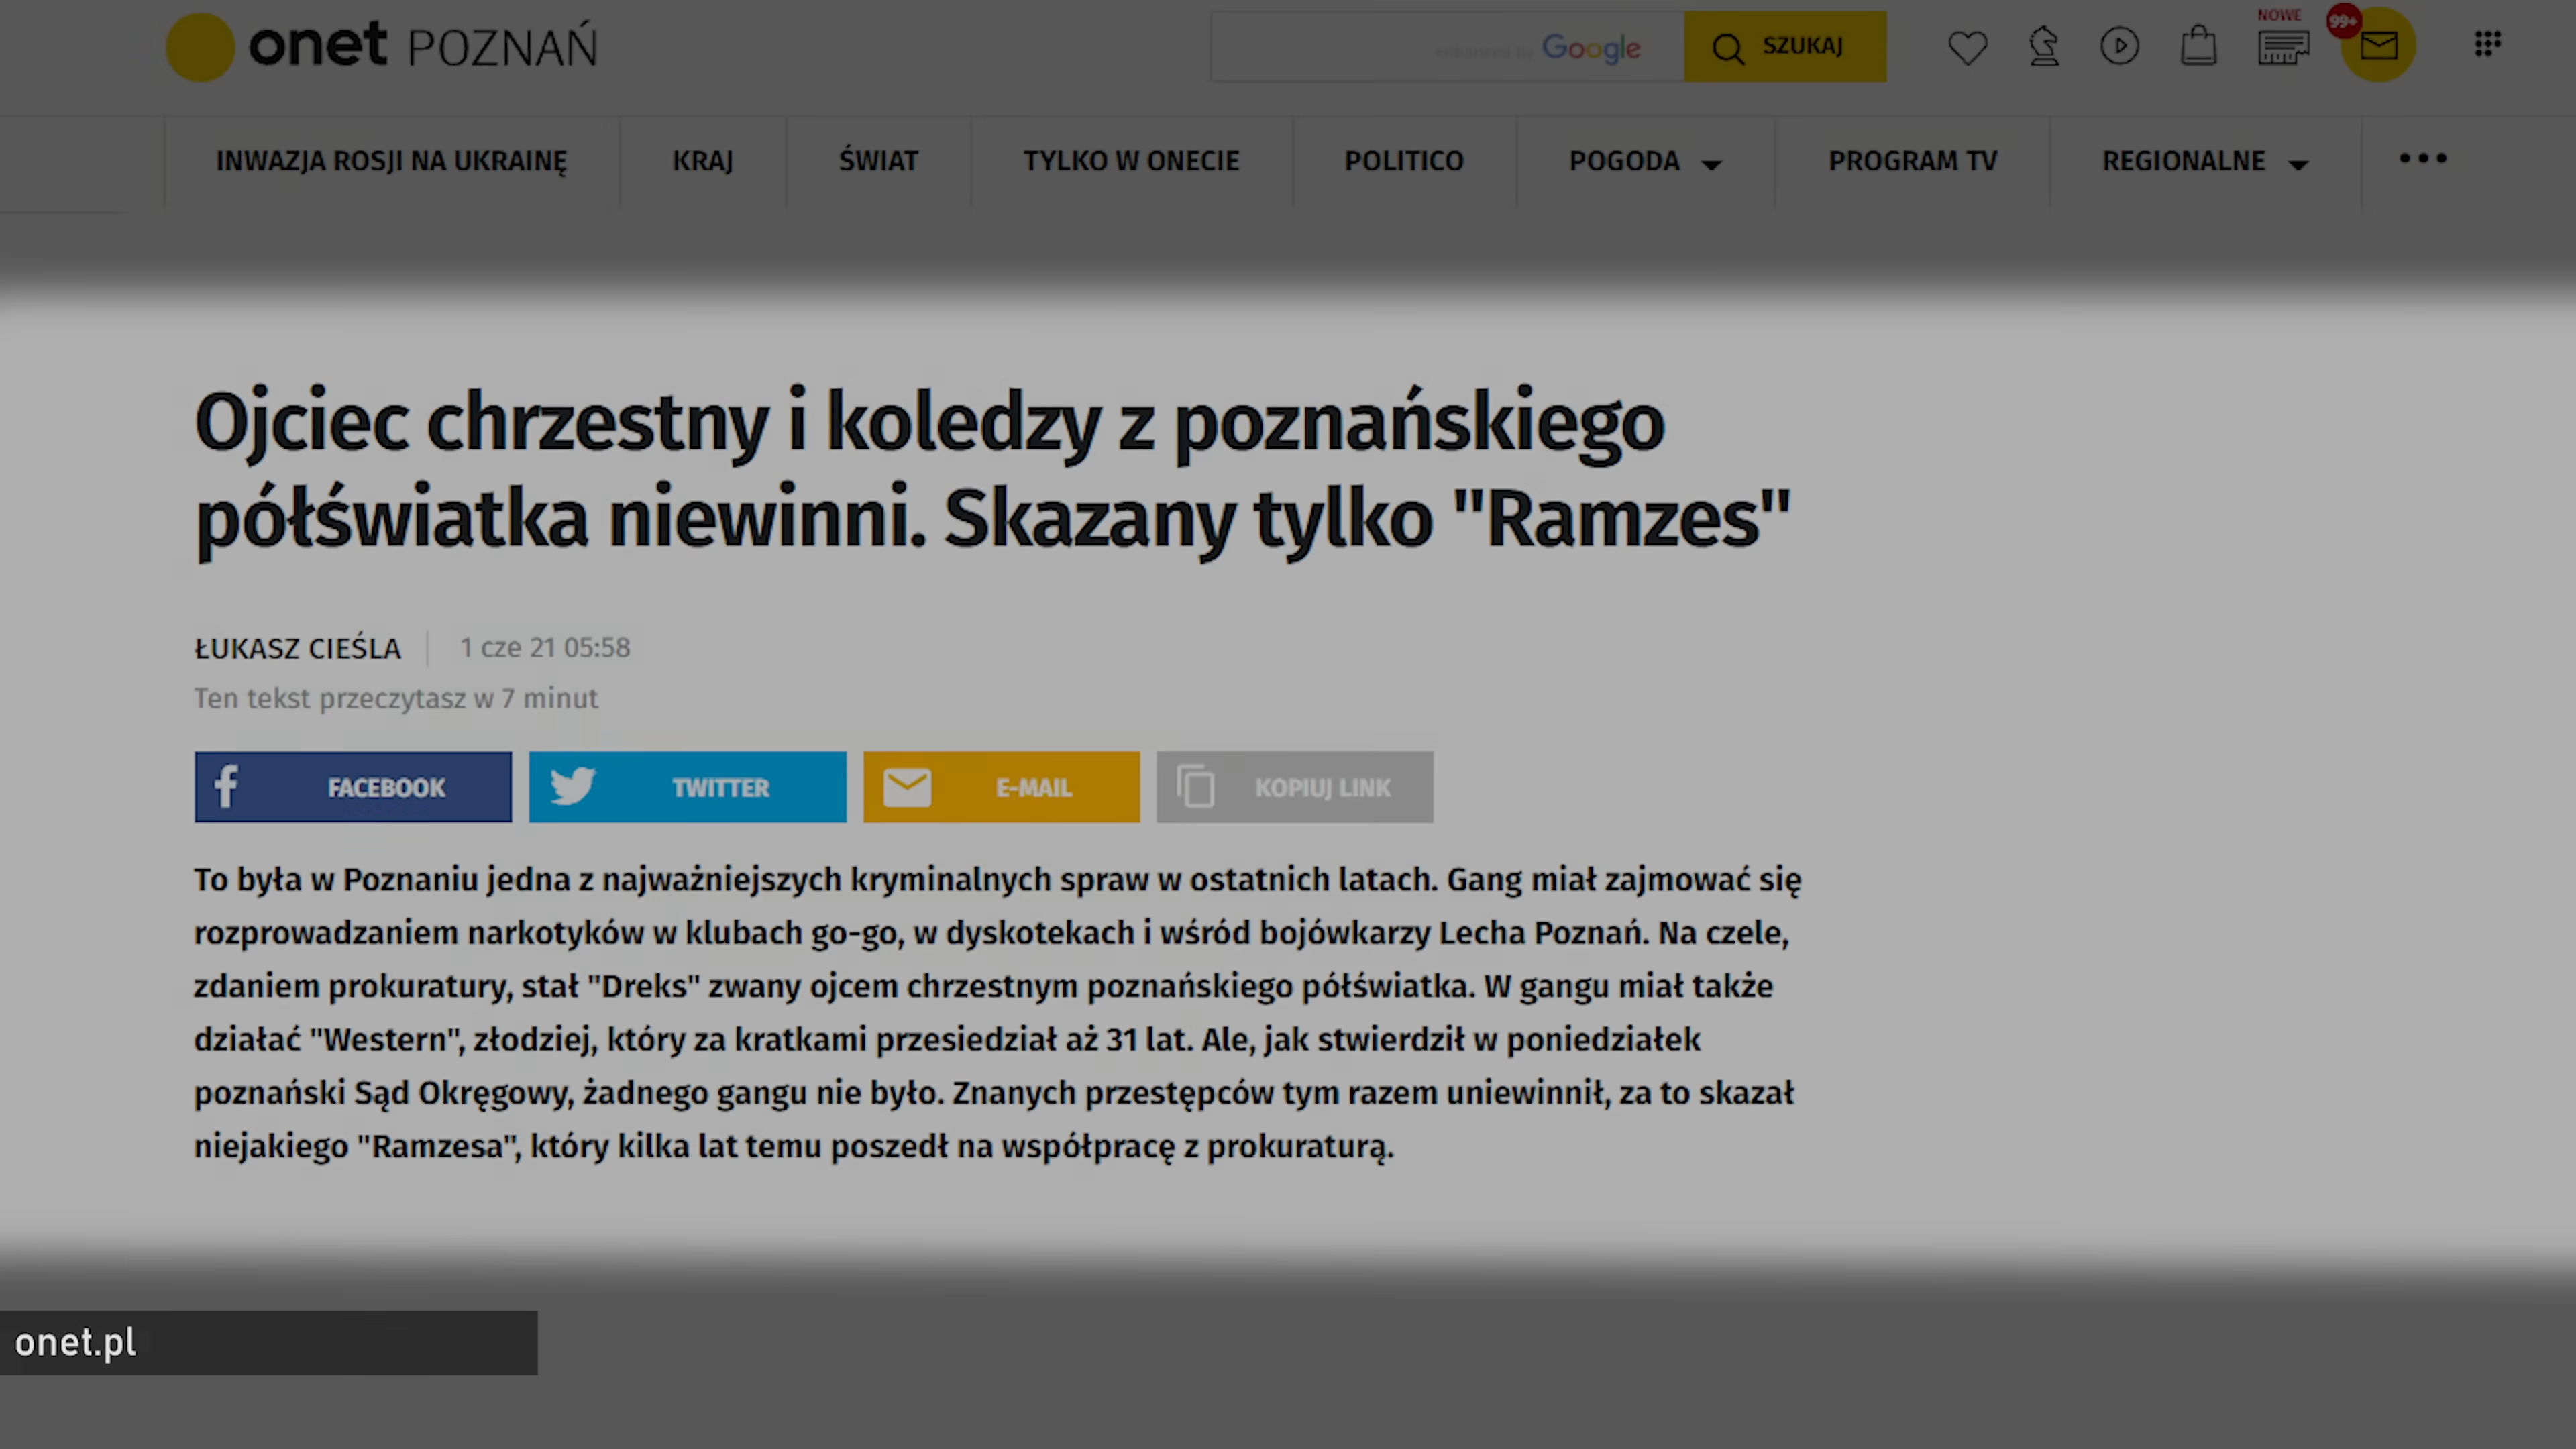 onet POZNAŃ
enhanced by Google
SZUKAJ
NOWE
99+
INWAZJA ROSJI NA UKRAINĘ
KRAJ
ŚWIAT
TYLKO W ONECIE
POLITICO
POGODA
PROGRAM TV
REGIONALNE
Ojciec chrzestny i koledzy z poznańskiego
półświatka niewinni. Skazany tylko "Ramzes"
ŁUKASZ CIEŚLA | 1 cze 21 05:58
Ten tekst przeczytasz w 7 minut
FACEBOOK
TWITTER
E-MAIL
KOPIUJ LINK
To była w Poznaniu jedna z najważniejszych kryminalnych spraw w ostatnich latach. Gang miał zajmować się
rozprowadzaniem narkotyków w klubach go-go, w dyskotekach i wśród bojówkarzy Lecha Poznań. Na czele,
zdaniem prokuratury, stał "Dreks" zwany ojcem chrzestnym poznańskiego półświatka. W gangu miał także
działać "Western", złodziej, który za kratkami przesiedział aż 31 lat. Ale, jak stwierdził w poniedziałek
poznański Sąd Okręgowy, żadnego gangu nie było. Znanych przestępców tym razem uniewinnił, za to skazał
niejakiego "Ramzesa", który kilka lat temu poszedł na współpracę z prokuraturą.
onet.pl